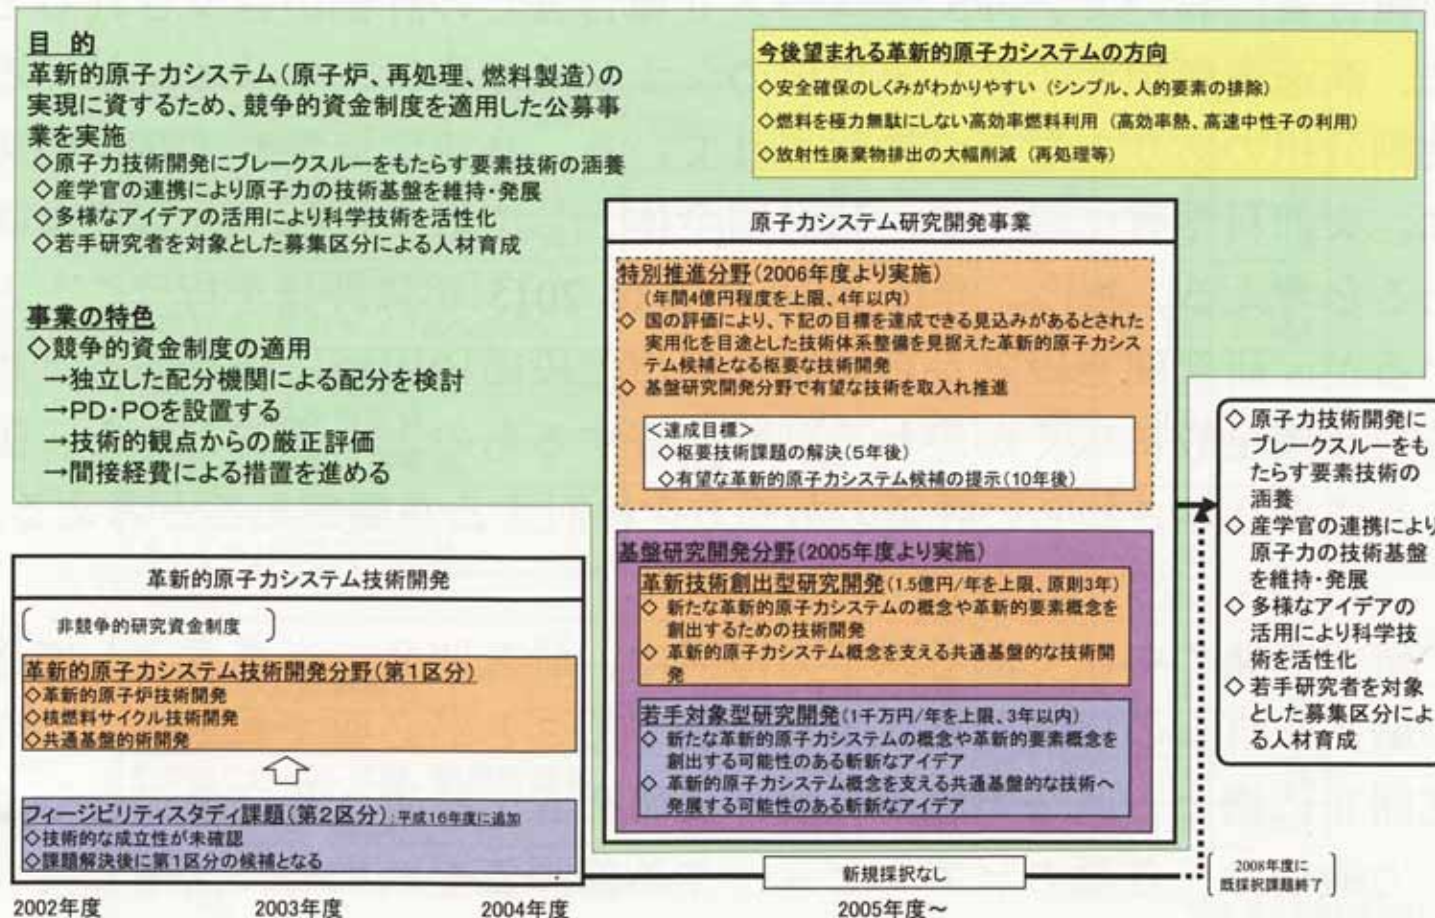 目 的
革新的原子力システム(原子炉、再処理、燃料製造)の
実現に資するため、競争的資金制度を適用した公募事
業を実施
◇原子力技術開発にブレークスルーをもたらす要素技術の涵養
◇産学官の連携により原子力の技術基盤を維持・発展
◇多様なアイデアの活用により科学技術を活性化
◇若手研究者を対象とした募集区分による人材育成
事業の特色
◇競争的資金制度の適用
→独立した配分機関による配分を検討
→PD・POを設置する
→技術的観点からの厳正評価
→間接経費による措置を進める
今後望まれる革新的原子力システムの方向
◇安全確保のしくみがわかりやすい (シンプル、人的要素の排除)
◇燃料を極力無駄にしない高効率燃料利用 (高効率熱、高速中性子の利用)
◇放射性廃棄物排出の大幅削減 (再処理等)
革新的原子力システム技術開発
[ 非競争的研究資金制度 ]
革新的原子力システム技術開発分野(第1区分)
◇革新的原子炉技術開発
◇核燃料サイクル技術開発
◇共通基盤的術開発
フィージビリティスタディ課題(第2区分):平成16年度に追加
◇技術的な成立性が未確認
◇課題解決後に第1区分の候補となる
原子力システム研究開発事業
特別推進分野(2006年度より実施)
(年間4億円程度を上限、4年以内)
◇ 国の評価により、下記の目標を達成できる見込みがあるとされた
実用化を目途とした技術体系整備を見据えた革新的原子力シス
テム候補となる枢要な技術開発
◇ 基盤研究開発分野で有望な技術を取入れ推進
<達成目標>
◇枢要技術課題の解決(5年後)
◇有望な革新的原子力システム候補の提示(10年後)
基盤研究開発分野(2005年度より実施)
革新技術創出型研究開発(1.5億円/年を上限、原則3年)
◇ 新たな革新的原子力システムの概念や革新的要素概念を
創出するための技術開発
◇ 革新的原子力システム概念を支える共通基盤的な技術開
発
若手対象型研究開発(1千万円/年を上限、3年以内)
◇ 新たな革新的原子力システムの概念や革新的要素概念を
創出する可能性のある斬新なアイデア
◇ 革新的原子力システム概念を支える共通基盤的な技術へ
発展する可能性のある斬新なアイデア
◇ 原子力技術開発に
ブレークスルーをも
たらす要素技術の
涵養
◇ 産学官の連携により
原子力の技術基盤
を維持・発展
◇ 多様なアイデアの
活用により科学技
術を活性化
◇ 若手研究者を対象
とした募集区分によ
る人材育成
新規採択なし
2008年度に
既採択課題終了
2002年度 2003年度 2004年度 2005年度~